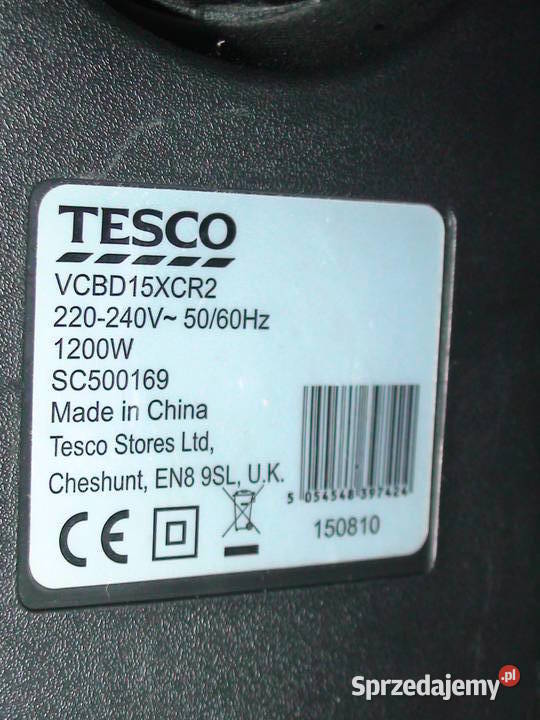 TESCO
VCBD15XCR2
220-240V~ 50/60Hz
1200W
SC500169
Made in China
Tesco Stores Ltd,
Cheshunt, EN8 9SL, U.K.
5 054548 397424
CE
150810
Sprzedajemy.pl